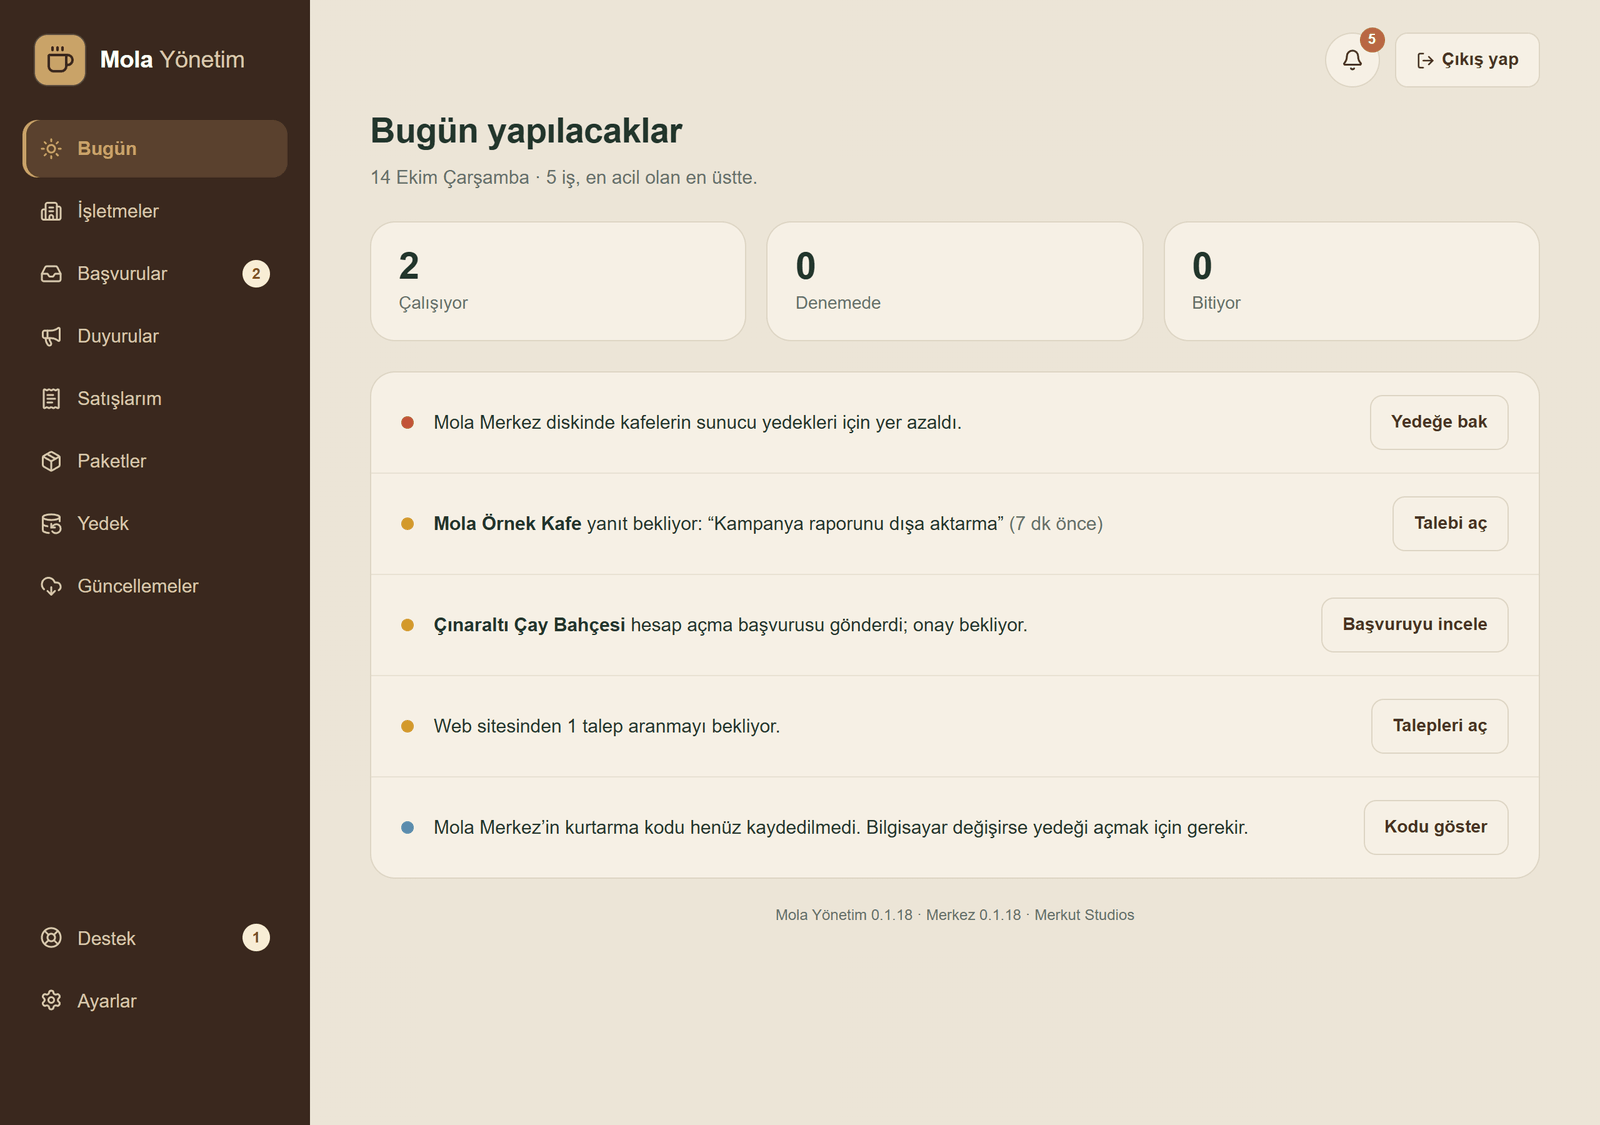 Mola Yönetim
Bugün
İşletmeler
Başvurular 2
Duyurular
Satışlarım
Paketler
Yedek
Güncellemeler
Destek 1
Ayarlar
5
Çıkış yap
Bugün yapılacaklar
14 Ekim Çarşamba · 5 iş, en acil olan en üstte.
2
Çalışıyor
0
Denemede
0
Bitiyor
Mola Merkez diskinde kafelerin sunucu yedekleri için yer azaldı. Yedeğe bak
Mola Örnek Kafe yanıt bekliyor: “Kampanya raporunu dışa aktarma” (7 dk önce) Talebi aç
Çınaraltı Çay Bahçesi hesap açma başvurusu gönderdi; onay bekliyor. Başvuruyu incele
Web sitesinden 1 talep aranmayı bekliyor. Talepleri aç
Mola Merkez’in kurtarma kodu henüz kaydedilmedi. Bilgisayar değişirse yedeği açmak için gerekir. Kodu göster
Mola Yönetim 0.1.18 · Merkez 0.1.18 · Merkut Studios